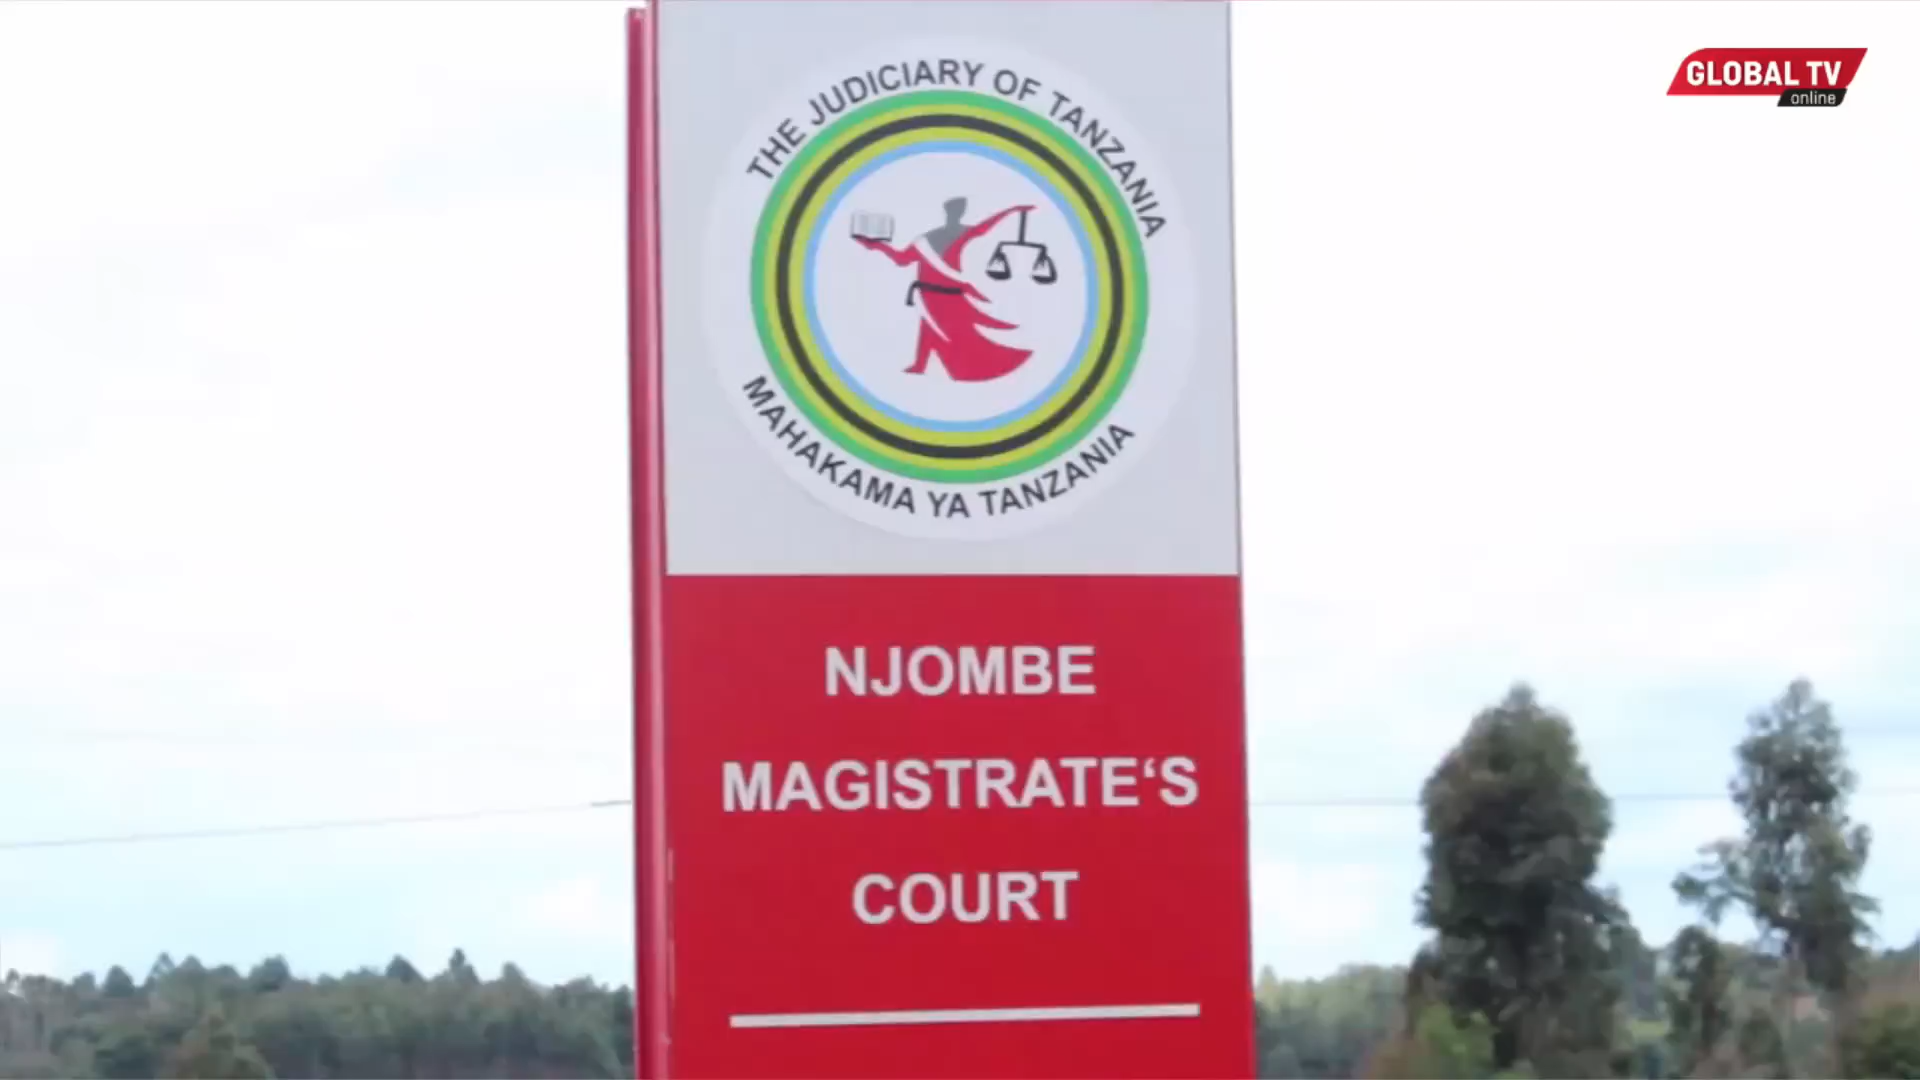 GLOBAL TV
online
THE JUDICIARY OF TANZANIA
MAHAKAMA YA TANZANIA
NJOMBE
MAGISTRATE‘S
COURT